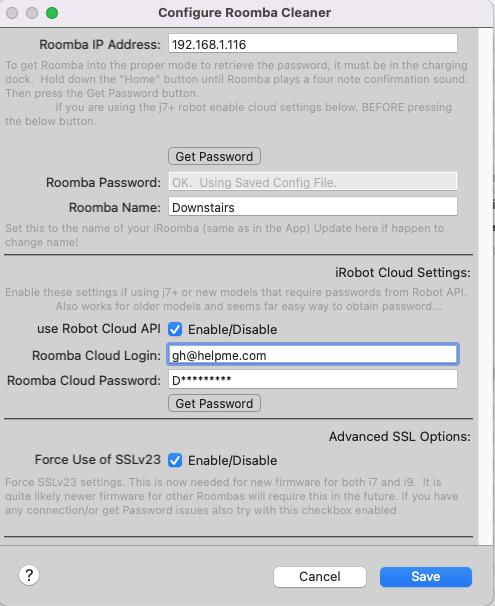 Configure Roomba Cleaner
Roomba IP Address: 192.168.1.116
To get Roomba into the proper mode to retrieve the password, it must be in the charging
dock. Hold down the "Home" button until Roomba plays a four note confirmation sound.
Then press the Get Password button.
If you are using the j7+ robot enable cloud settings below, BEFORE pressing
the below button.
Get Password
Roomba Password: OK. Using Saved Config File.
Roomba Name: Downstairs
Set this to the name of your iRoomba (same as in the App) Update here if happen to
change name!
iRobot Cloud Settings:
Enable these settings if using j7+ or new models that require passwords from Robot API.
Also works for older models and seems far easy way to obtain password...
use Robot Cloud API Enable/Disable
Roomba Cloud Login: gh@helpme.com
Roomba Cloud Password: D*********
Get Password
Advanced SSL Options:
Force Use of SSLv23 Enable/Disable
Force SSLv23 settings. This is now needed for new firmware for both i7 and i9. It is
quite likely newer firmware for other Roombas will require this in the future. If you have
any connection/or get Password issues also try with this checkbox enabled
? Cancel Save